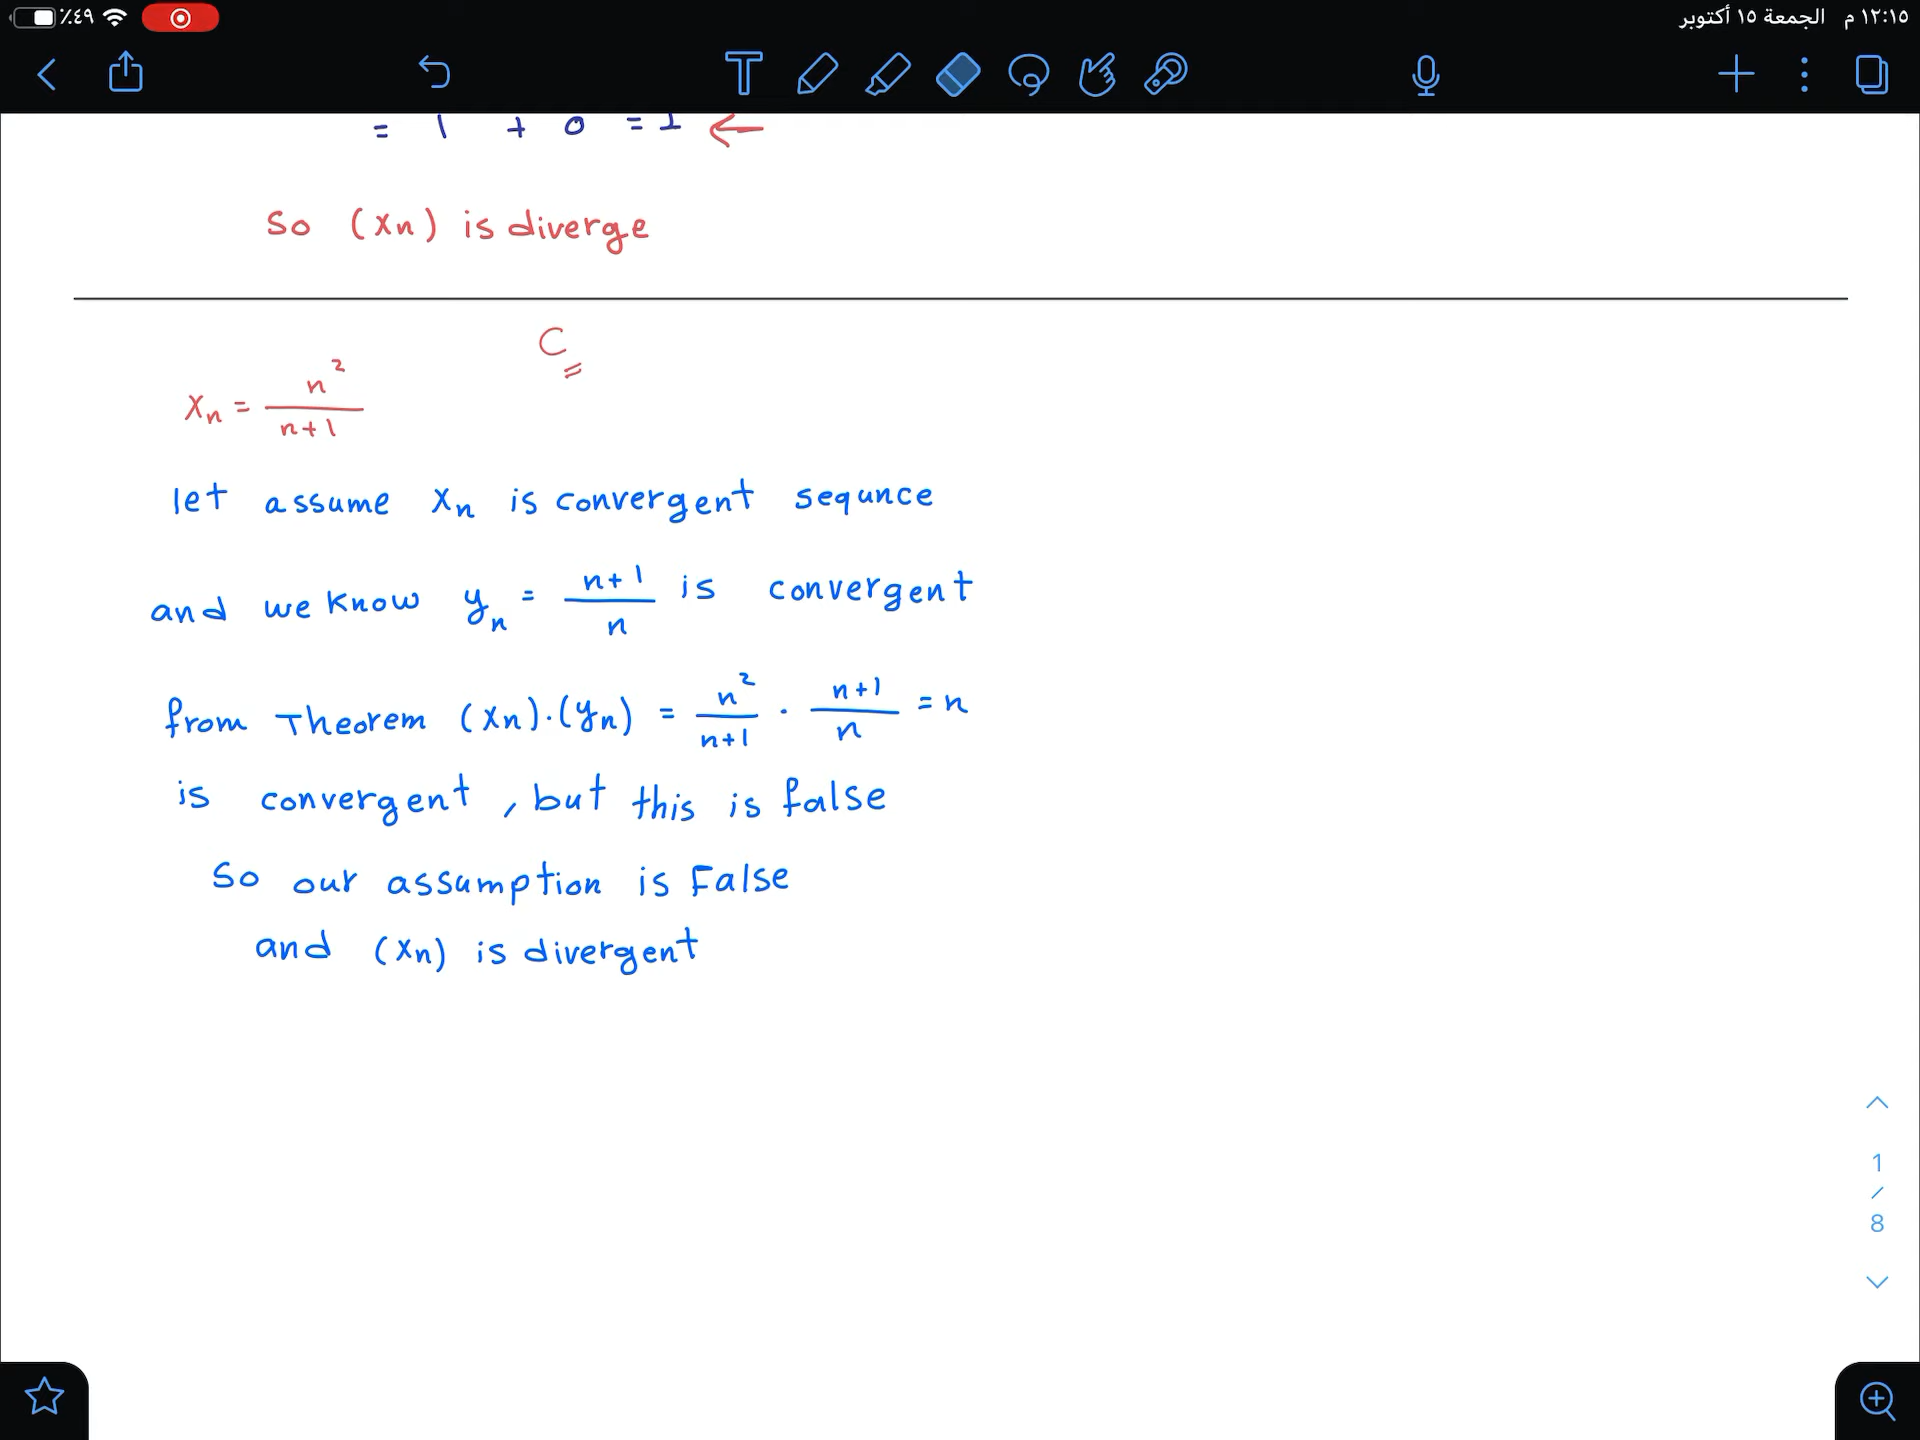 ٪٤٩
١٢:١٥ م الجمعة ١٥ أكتوبر
= 1 + 0 = 1 ←
So (xn) is diverge
C
xn = n² / n+1
let assume xn is convergent sequnce
and we know yn = n+1 / n is convergent
from Theorem (xn).(yn) = n² / n+1 . n+1 / n = n
is convergent , but this is false
So our assumption is False
and (xn) is divergent
1 / 8